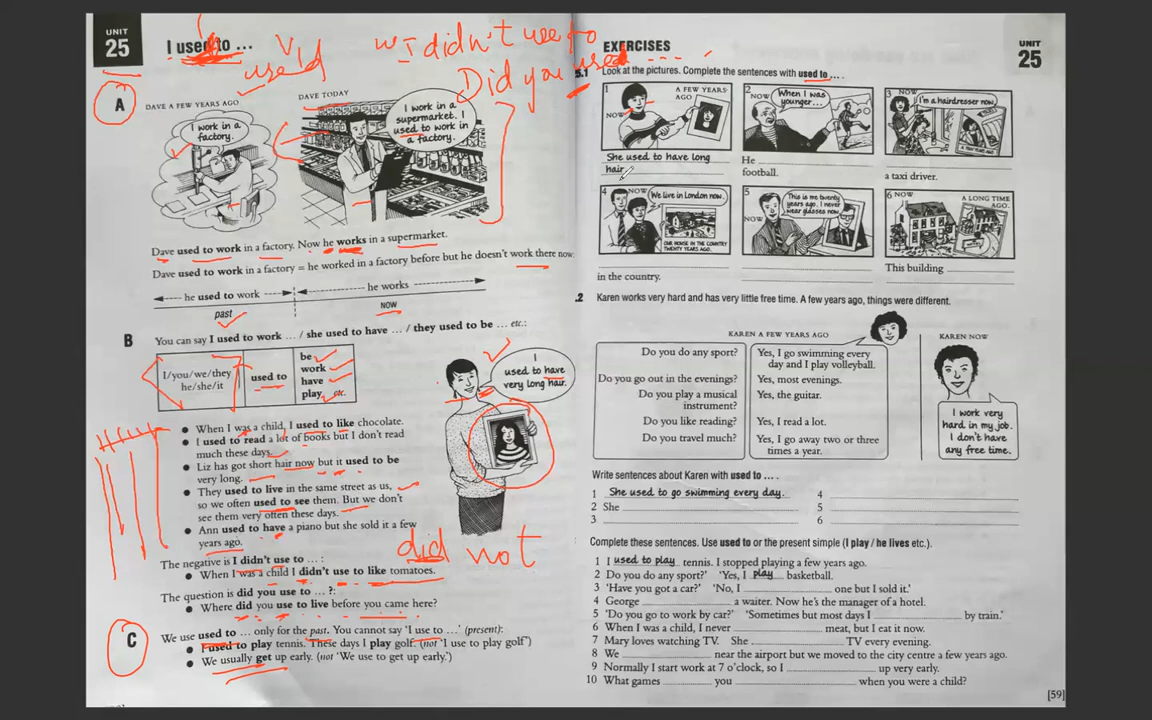 UNIT
25
I used to ...
used
I didn't use to
Did you used ...
A
DAVE A FEW YEARS AGO
I work in a
factory.
DAVE TODAY
I work in a
supermarket. I
used to work in
a factory.
Dave used to work in a factory. Now he works in a supermarket.
Dave used to work in a factory = he worked in a factory before but he doesn't work there now:
he used to work
he works
past
NOW
B
You can say I used to work ... / she used to have ... / they used to be ... etc.:
I/you/we/they
he/she/it
used to
be
work
have
play etc.
I
used to have
very long hair.
When I was a child, I used to like chocolate.
I used to read a lot of books but I don't read
much these days.
Liz has got short hair now but it used to be
very long.
They used to live in the same street as us,
so we often used to see them. But we don't
see them very often these days.
Ann used to have a piano but she sold it a few
years ago.
did not
The negative is I didn't use to ... :
When I was a child I didn't use to like tomatoes.
The question is did you use to ... ?:
Where did you use to live before you came here?
C
We use used to ... only for the past. You cannot say 'I use to ...' (present):
I used to play tennis. These days I play golf. (not 'I use to play golf')
We usually get up early. (not 'We use to get up early.')
EXERCISES
UNIT
25
5.1 Look at the pictures. Complete the sentences with used to ... .
1
A FEW YEARS
AGO
NOW
She used to have long
hair.
2
NOW
When I was
younger...
He
football.
3
NOW
I'm a hairdresser now.
a taxi driver.
4
NOW
We live in London now.
OUR HOUSE IN THE COUNTRY
TWENTY YEARS AGO.
in the country.
5
NOW
This is me twenty
years ago. I never
wear glasses now.
6 NOW
A LONG TIME
AGO.
This building
.2 Karen works very hard and has very little free time. A few years ago, things were different.
KAREN A FEW YEARS AGO
Do you do any sport?
Yes, I go swimming every
day and I play volleyball.
Do you go out in the evenings?
Yes, most evenings.
Do you play a musical
instrument?
Yes, the guitar.
Do you like reading?
Yes, I read a lot.
Do you travel much?
Yes, I go away two or three
times a year.
KAREN NOW
I work very
hard in my job.
I don't have
any free time.
Write sentences about Karen with used to ... .
1 She used to go swimming every day.
2 She
3
4
5
6
Complete these sentences. Use used to or the present simple (I play / he lives etc.).
1 I used to play tennis. I stopped playing a few years ago.
2 'Do you do any sport?' 'Yes, I play basketball.'
3 'Have you got a car?' 'No, I one but I sold it.'
4 George a waiter. Now he's the manager of a hotel.
5 'Do you go to work by car?' 'Sometimes but most days I by train.'
6 When I was a child, I never meat, but I eat it now.
7 Mary loves watching TV. She TV every evening.
8 We near the airport but we moved to the city centre a few years ago.
9 Normally I start work at 7 o'clock, so I up very early.
10 What games you when you were a child?
[59]